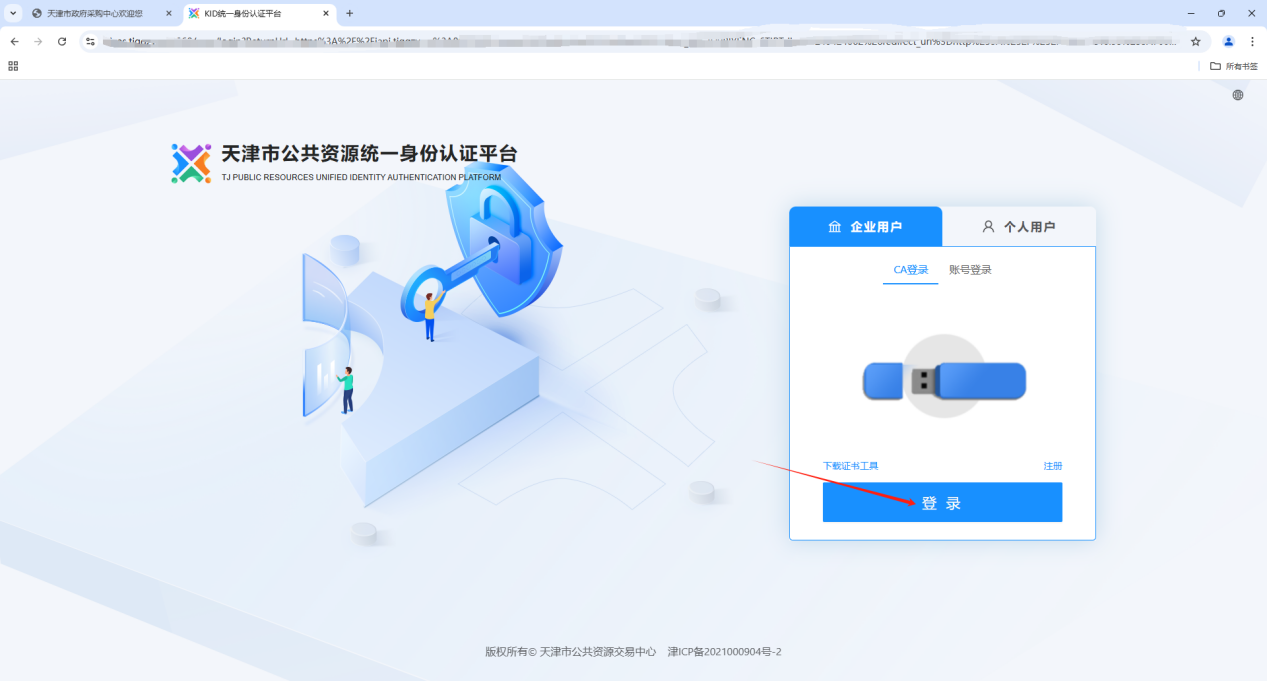 天津市政府采购中心欢迎您
KID统一身份认证平台
所有书签
天津市公共资源统一身份认证平台
TJ PUBLIC RESOURCES UNIFIED IDENTITY AUTHENTICATION PLATFORM
企业用户
个人用户
CA登录
账号登录
下载证书工具
注册
登 录
版权所有© 天津市公共资源交易中心 津ICP备2021000904号-2